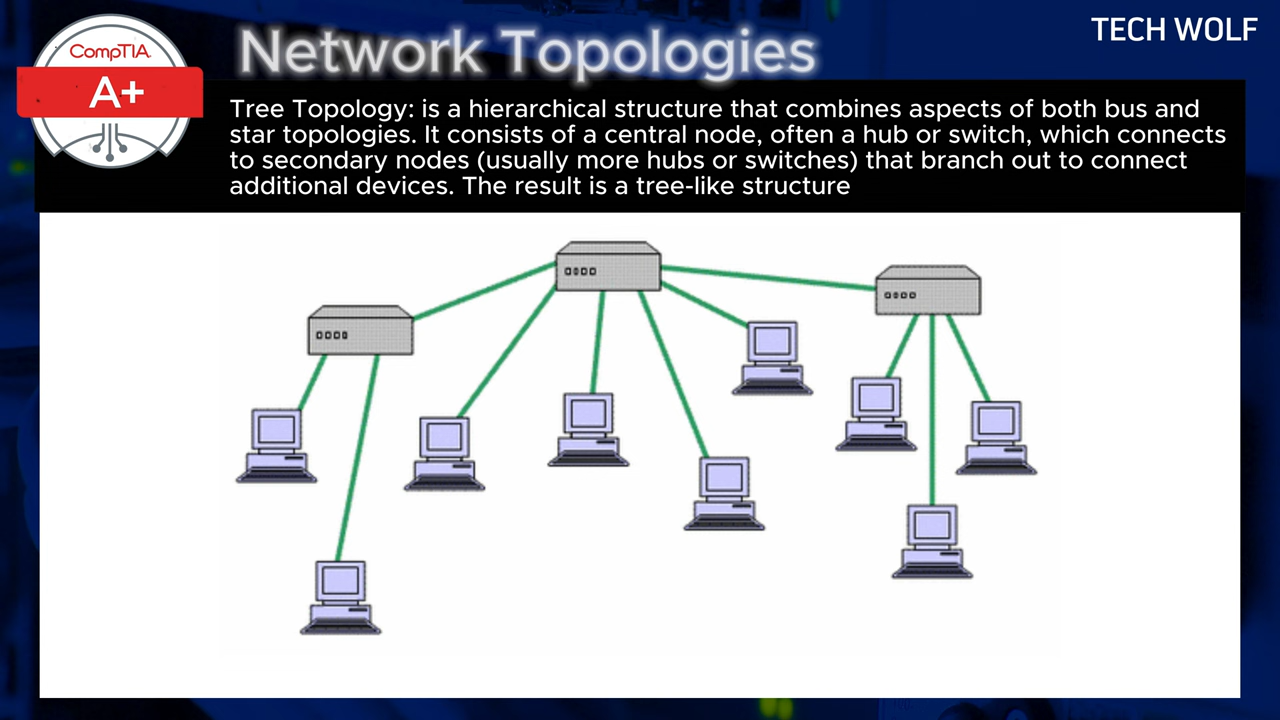 CompTIA.
A+
Network Topologies
TECH WOLF
Tree Topology: is a hierarchical structure that combines aspects of both bus and
star topologies. It consists of a central node, often a hub or switch, which connects
to secondary nodes (usually more hubs or switches) that branch out to connect
additional devices. The result is a tree-like structure